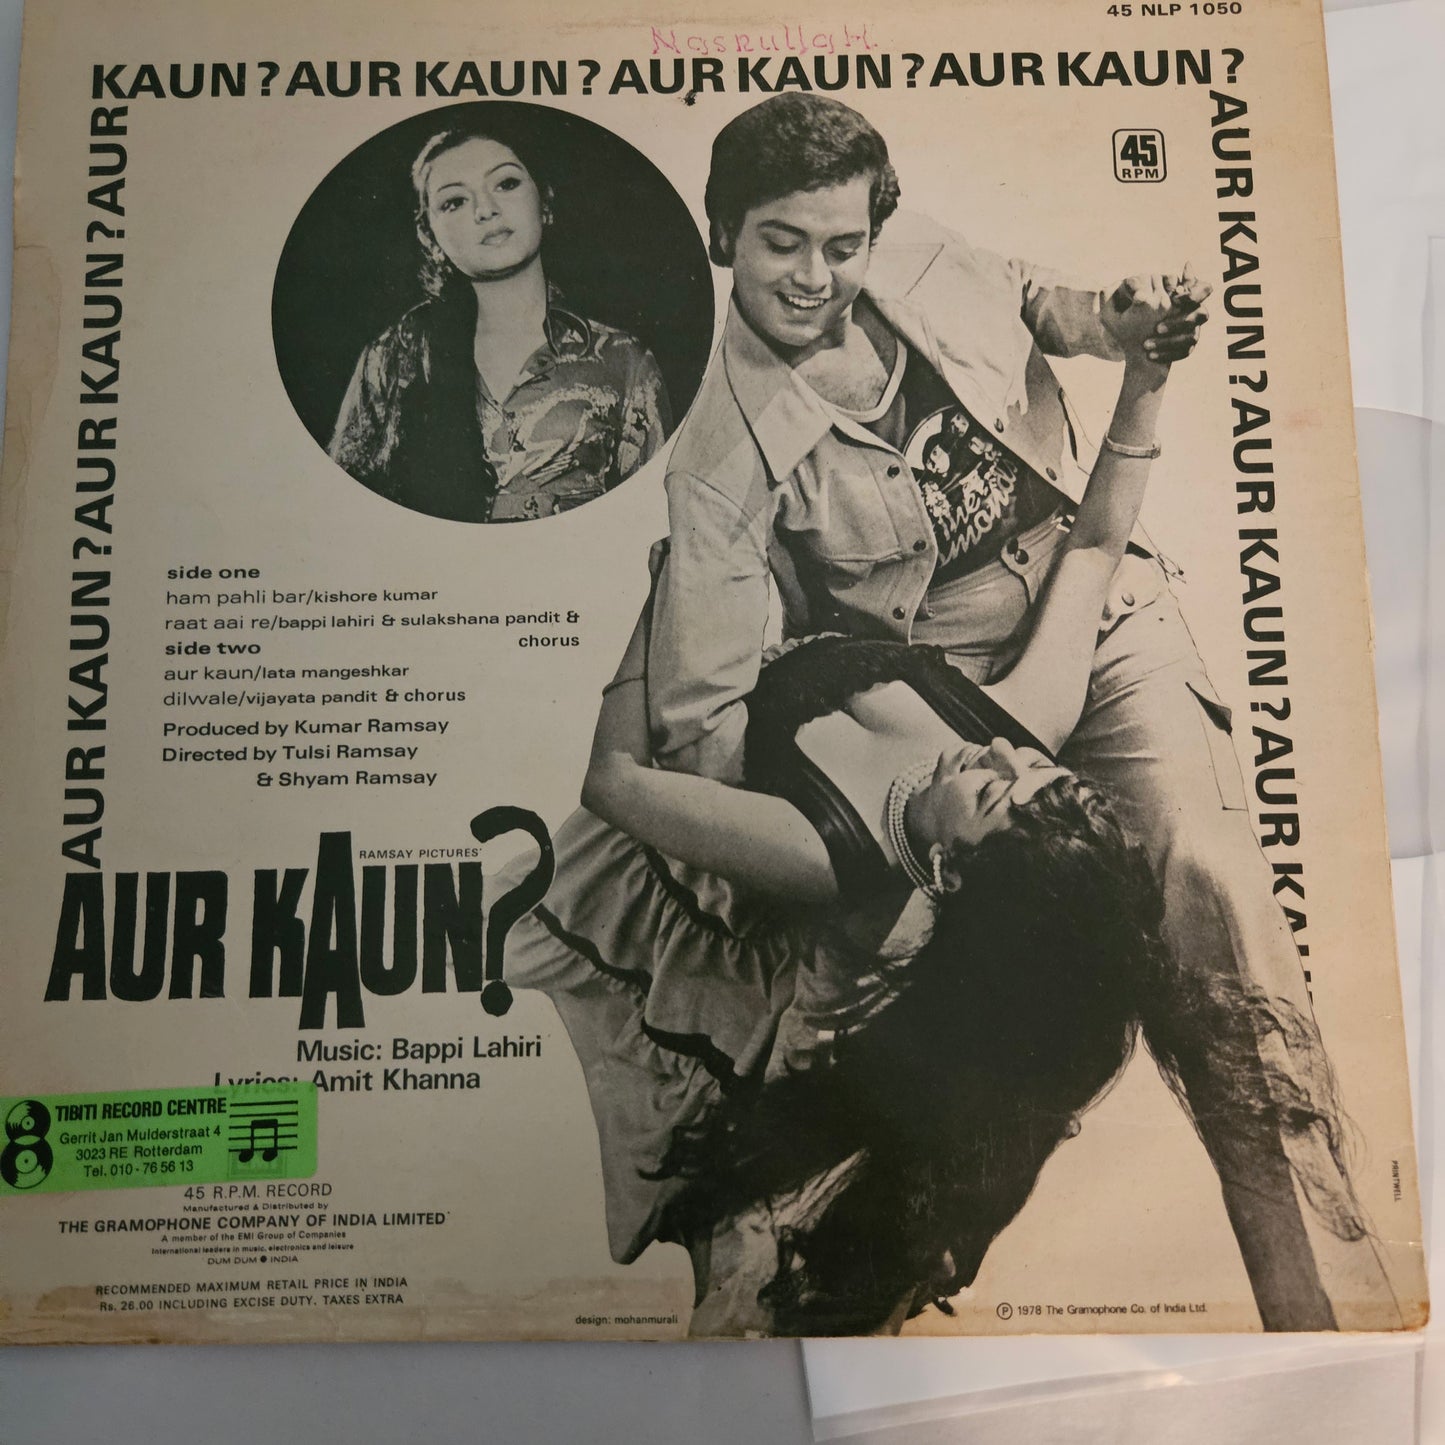 45 NLP 1050
Nasrullah
KAUN? AUR KAUN? AUR KAUN? AUR KAUN?
AUR KAUN? AUR KAUN? AUR KAUN? AUR
AUR KAUN? AUR KAUN? AUR
45
RPM
side one
ham pahli bar/kishore kumar
raat aai re/bappi lahiri & sulakshana pandit &
chorus
side two
aur kaun/lata mangeshkar
dilwale/vijayata pandit & chorus
Produced by Kumar Ramsay
Directed by Tulsi Ramsay
& Shyam Ramsay
RAMSAY PICTURES'
AUR KAUN?
Music: Bappi Lahiri
Lyrics: Amit Khanna
TIBITI RECORD CENTRE
Gerrit Jan Mulderstraat 4
3023 RE Rotterdam
Tel. 010 - 76 56 13
45 R.P.M. RECORD
Manufactured & Distributed by
THE GRAMOPHONE COMPANY OF INDIA LIMITED
A member of the EMI Group of Companies
International leaders in music, electronics and leisure
DUM DUM ● INDIA
RECOMMENDED MAXIMUM RETAIL PRICE IN INDIA
Rs. 26.00 INCLUDING EXCISE DUTY. TAXES EXTRA
design: mohanmurali
Ⓟ 1978 The Gramophone Co. of India Ltd.
PRINTWELL